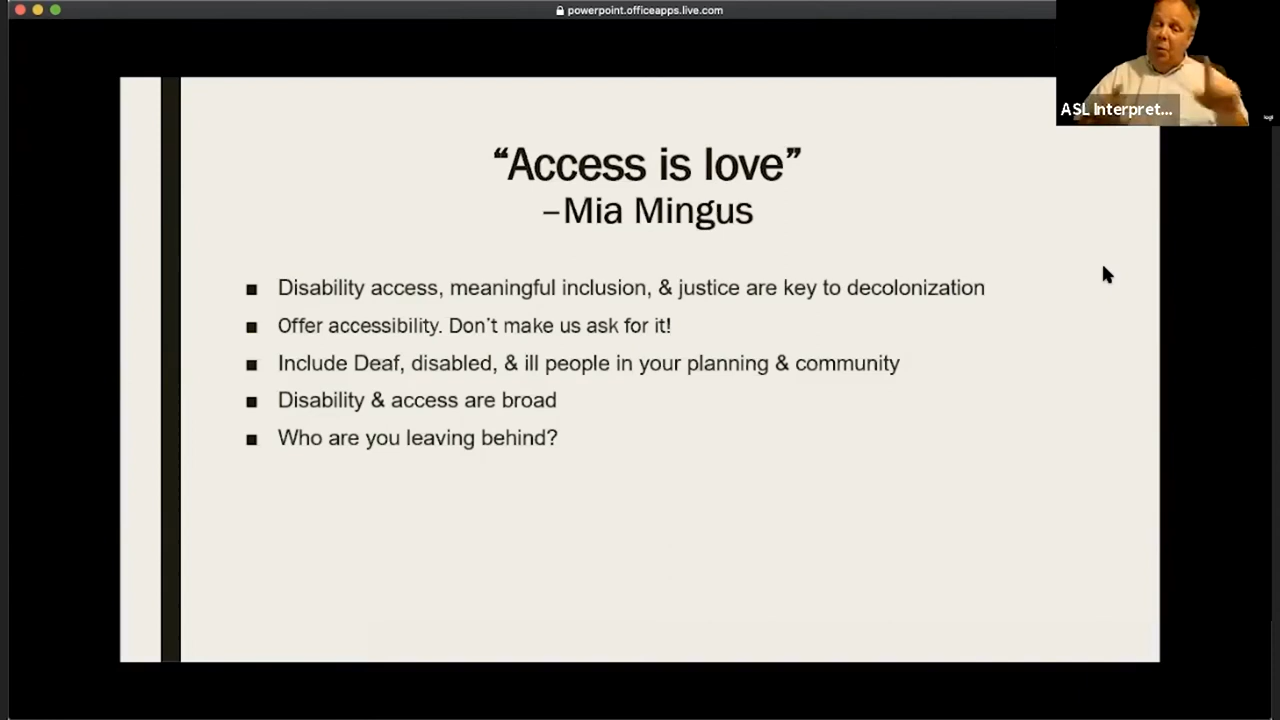 powerpoint.officeapps.live.com
ASL Interpret...
“Access is love”
–Mia Mingus
■ Disability access, meaningful inclusion, & justice are key to decolonization
■ Offer accessibility. Don’t make us ask for it!
■ Include Deaf, disabled, & ill people in your planning & community
■ Disability & access are broad
■ Who are you leaving behind?